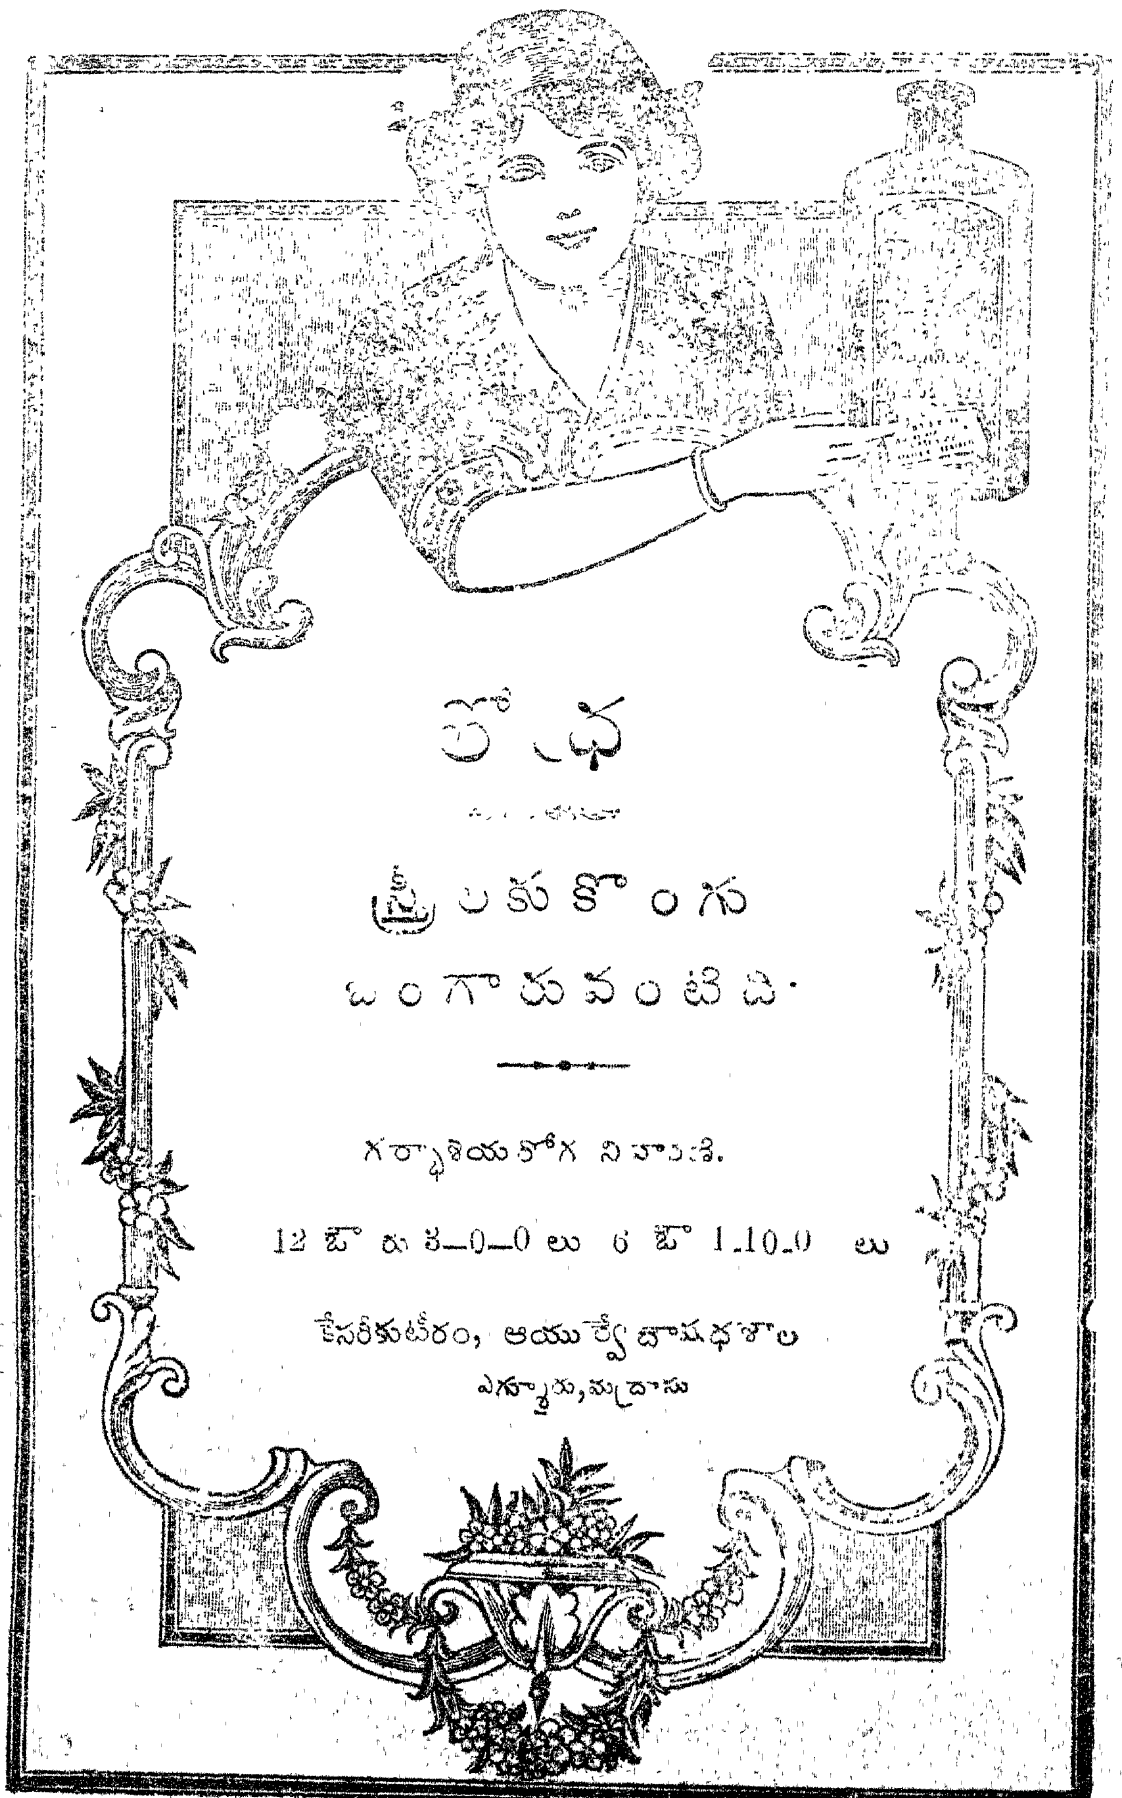 లోధ్ర
స్త్రీలకు కొంగు
బంగారువంటిది.
గర్భాశయరోగ నివారిణి.
12 ఔ రు 3—0—0 లు 6 ఔ 1-10-0 లు
కేసరికుటీరం, ఆయుర్వేదౌషధశాల
ఎగ్మూరు, మద్రాసు